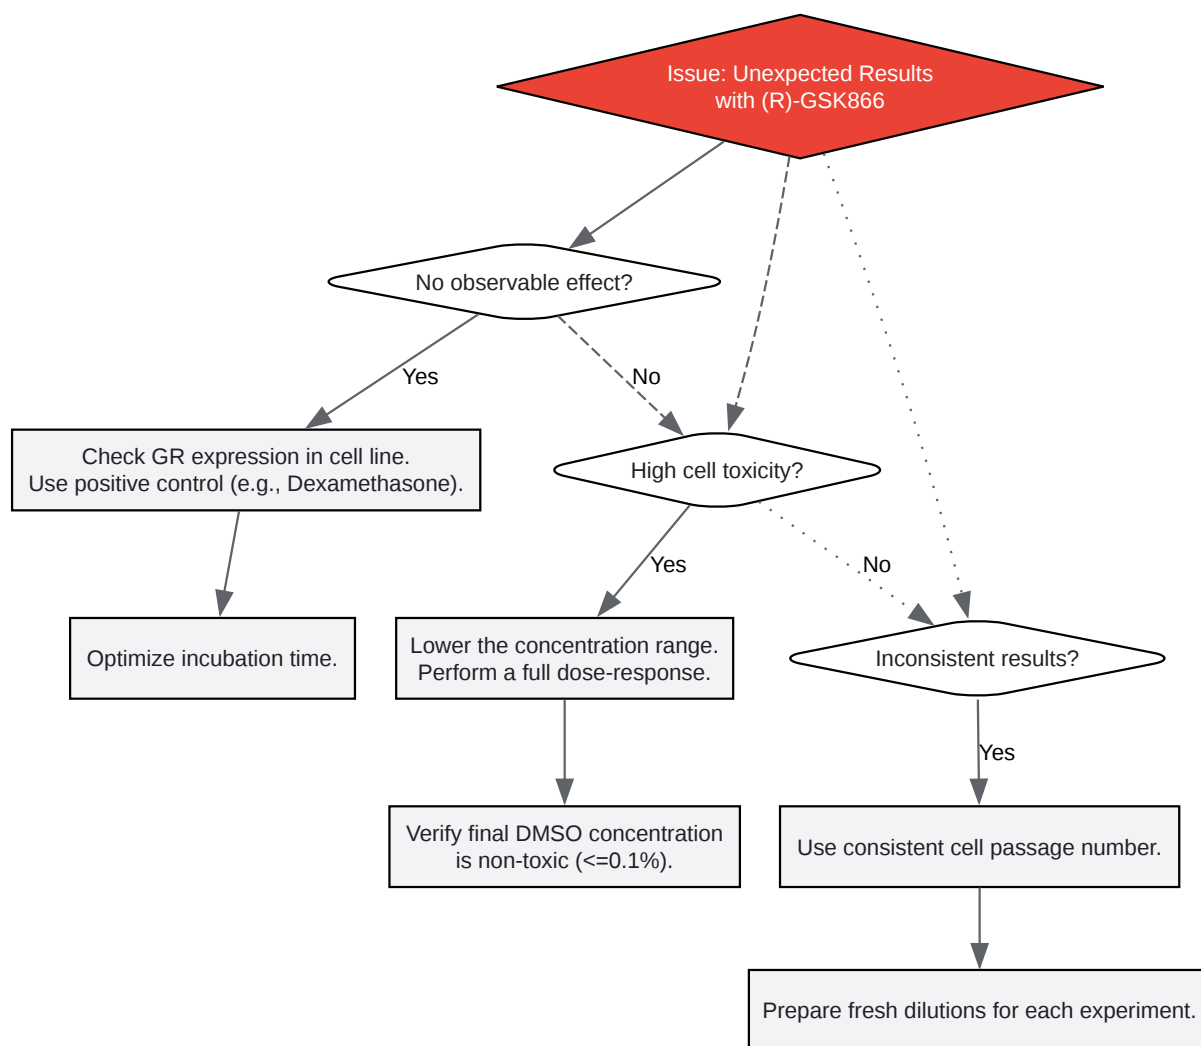 Issue: Unexpected Results
with (R)-GSK866
No observable effect?
Yes
No
Check GR expression in cell line.
Use positive control (e.g., Dexamethasone).
High cell toxicity?
Yes
No
Optimize incubation time.
Lower the concentration range.
Perform a full dose-response.
Inconsistent results?
Yes
Verify final DMSO concentration
is non-toxic (<=0.1%).
Use consistent cell passage number.
Prepare fresh dilutions for each experiment.